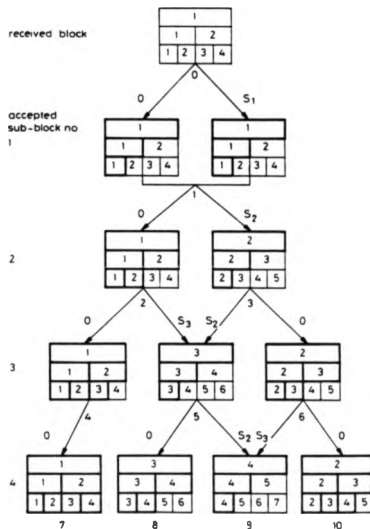 1
received block
1 2
1 2 3 4
0
0 S1
accepted
sub-block no
1 1
1 2 1 2
1
1 2 3 4 1 2 3 4
1
0 S2
1 2
2
1 2 2 3
1 2 3 4 2 3 4 5
2 3
0 S3 S2 0
1 3 2
3
1 2 3 4 2 3
1 2 3 4 3 4 5 6 2 3 4 5
4 5 6
0 0 S2 S3 0
1 3 4 2
4
1 2 3 4 4 5 2 3
1 2 3 4 3 4 5 6 4 5 6 7 2 3 4 5
7 8 9 10